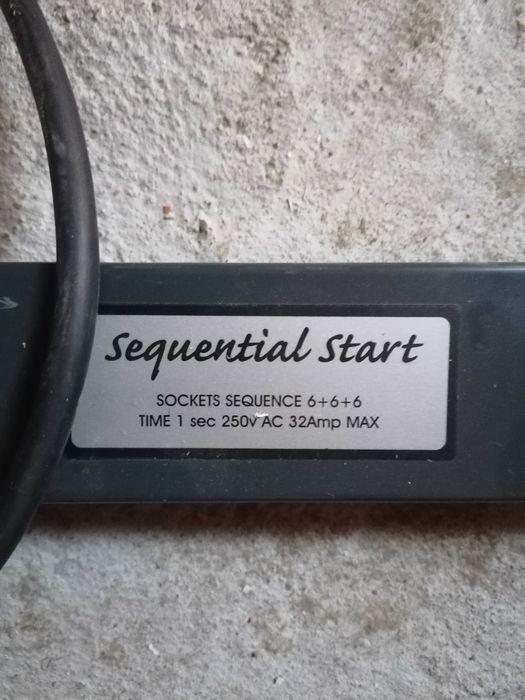 Sequential Start
SOCKETS SEQUENCE 6+6+6
TIME 1 sec 250v AC 32Amp MAX